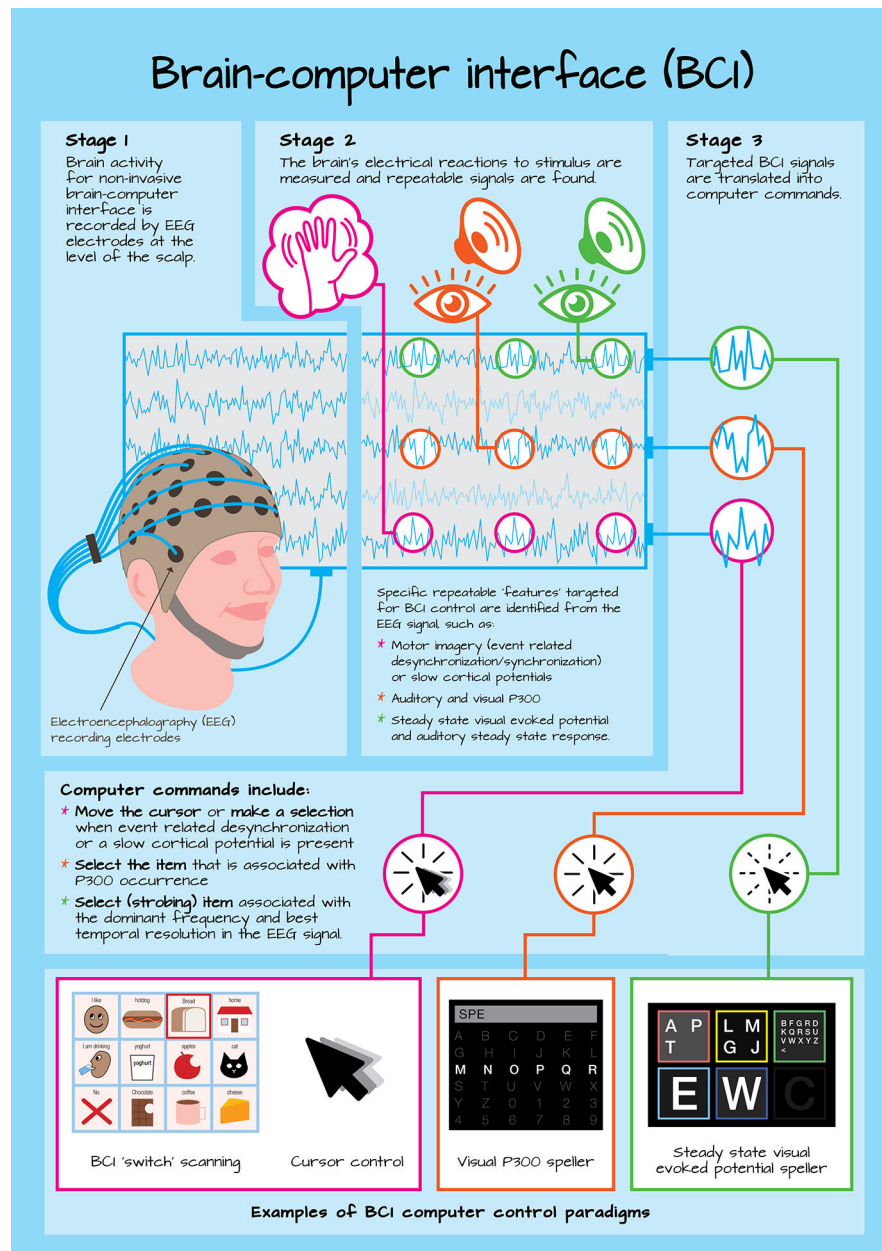 Brain-computer interface (BCI)
Stage 1
Brain activity
for non-invasive
brain-computer
interface is
recorded by EEG
electrodes at the
level of the scalp.
Stage 2
The brain's electrical reactions to stimulus are
measured and repeatable signals are found.
Stage 3
Targeted BCI signals
are translated into
computer commands.
Electroencephalography (EEG)
recording electrodes
Specific repeatable 'features' targeted
for BCI control are identified from the
EEG signal, such as:
* Motor imagery (event related
desynchronization/synchronization)
or slow cortical potentials
* Auditory and visual P300
* Steady state visual evoked potential
and auditory steady state response.
Computer commands include:
* Move the cursor or make a selection
when event related desynchronization
or a slow cortical potential is present
* Select the item that is associated with
P300 occurrence
* Select (strobing) item associated with
the dominant frequency and best
temporal resolution in the EEG signal.
I like
hotdog
Bread
home
I am drinking
yoghurt
yoghurt
apples
cat
No
Chocolate
coffee
cheese
BCI 'switch' scanning
Cursor control
SPE
A B C D E F
G H I J K L
M N O P Q R
S T U V W X
Y Z 0 1 2 3
4 5 6 7 8 9
Visual P300 speller
A P
T
L M
G J
B F G R D
K Q R S U
V W X Y Z
<
E
W
C
Steady state visual
evoked potential speller
Examples of BCI computer control paradigms